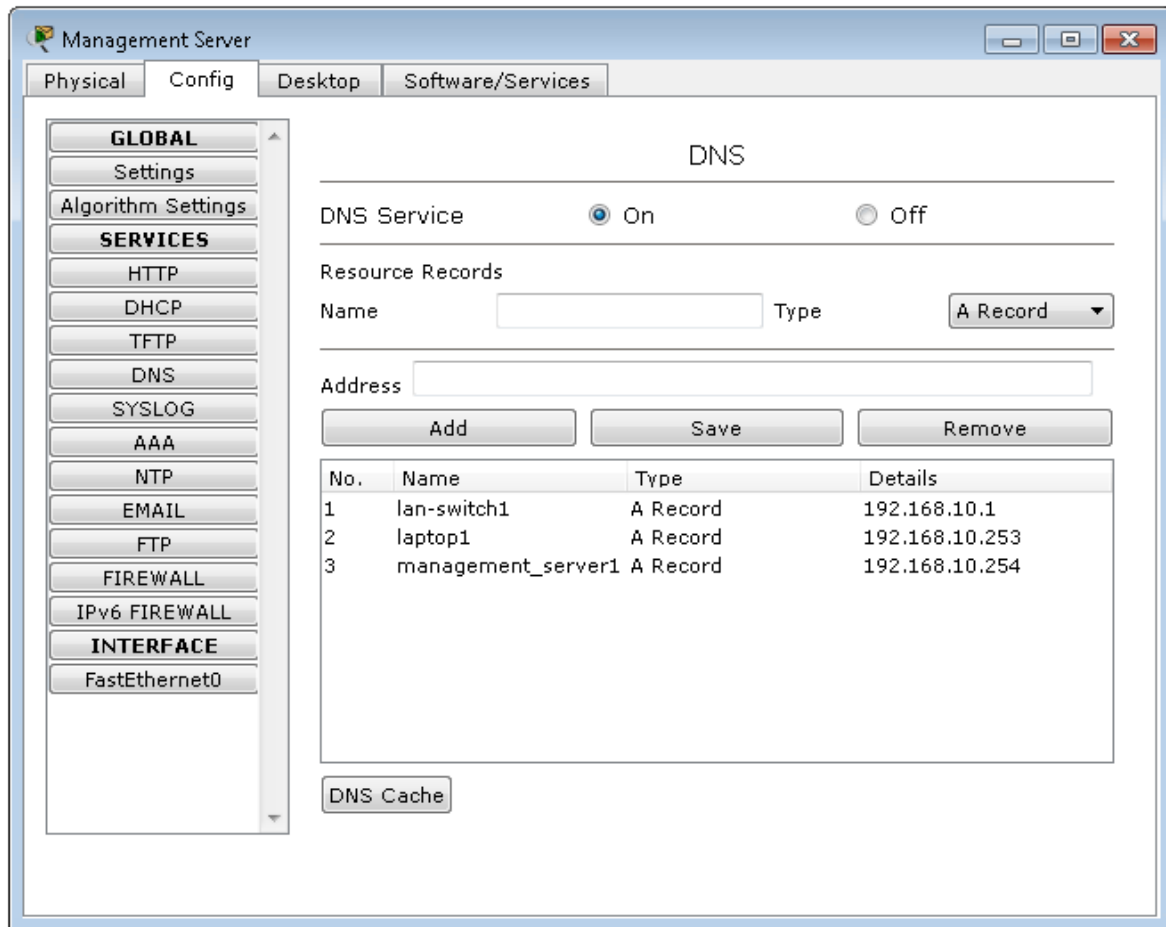 Management Server
Physical Config Desktop Software/Services
GLOBAL
Settings
Algorithm Settings
SERVICES
HTTP
DHCP
TFTP
DNS
SYSLOG
AAA
NTP
EMAIL
FTP
FIREWALL
IPv6 FIREWALL
INTERFACE
FastEthernet0
DNS
DNS Service On Off
Resource Records
Name Type A Record
Address
Add Save Remove
No. Name Type Details
1 lan-switch1 A Record 192.168.10.1
2 laptop1 A Record 192.168.10.253
3 management_server1 A Record 192.168.10.254
DNS Cache